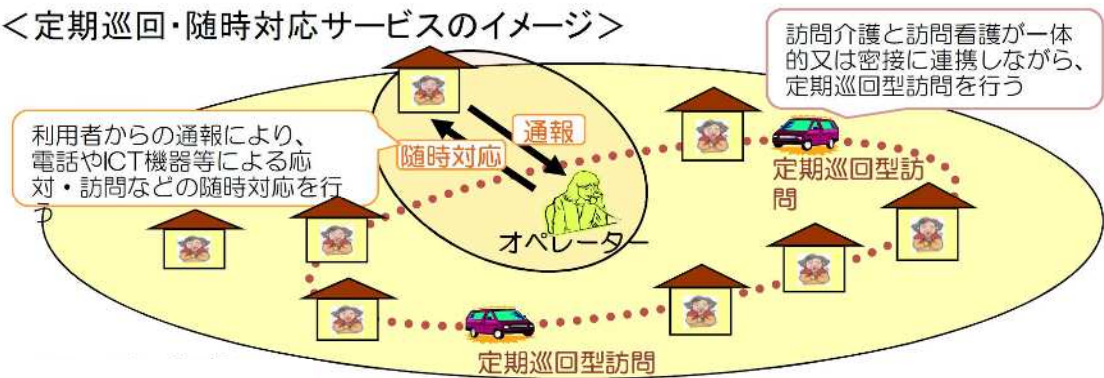 ＜定期巡回・随時対応サービスのイメージ＞
訪問介護と訪問看護が一体
的又は密接に連携しながら、
定期巡回型訪問を行う
利用者からの通報により、
電話やICT機器等による応
対・訪問などの随時対応を行
う
通報
随時対応
オペレーター
定期巡回型訪
問
定期巡回型訪問